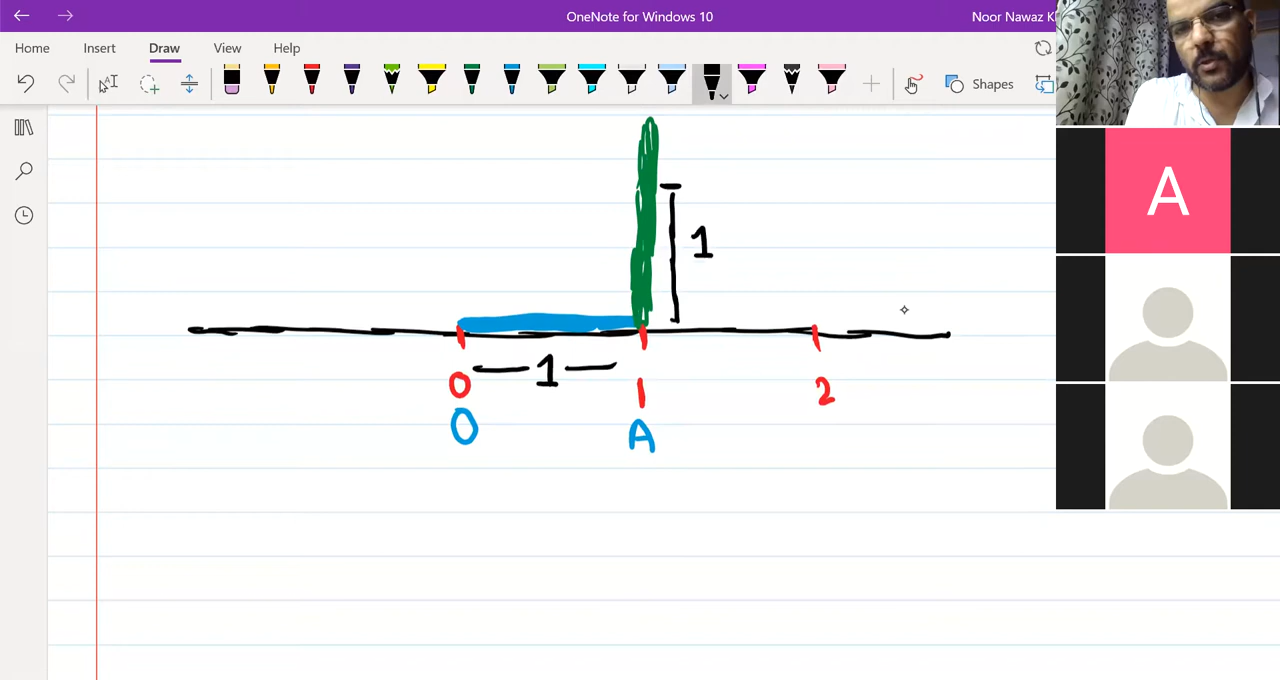 OneNote for Windows 10
Noor Nawaz K
Home Insert Draw View Help
Shapes
A
1
1
0 1 2
O A